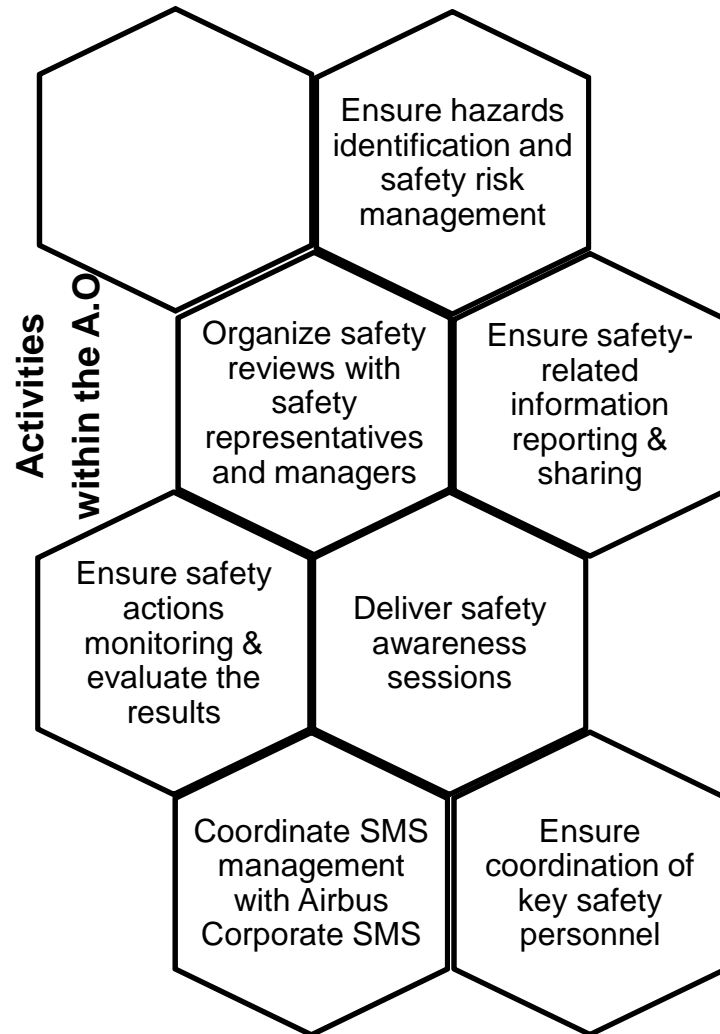 Ensure hazards
identification and
safety risk
management
Activities
within the A.O
Organize safety
reviews with
safety
representatives
and managers
Ensure safety-
related
information
reporting &
sharing
Ensure safety
actions
monitoring &
evaluate the
results
Deliver safety
awareness
sessions
Coordinate SMS
management
with Airbus
Corporate SMS
Ensure
coordination of
key safety
personnel